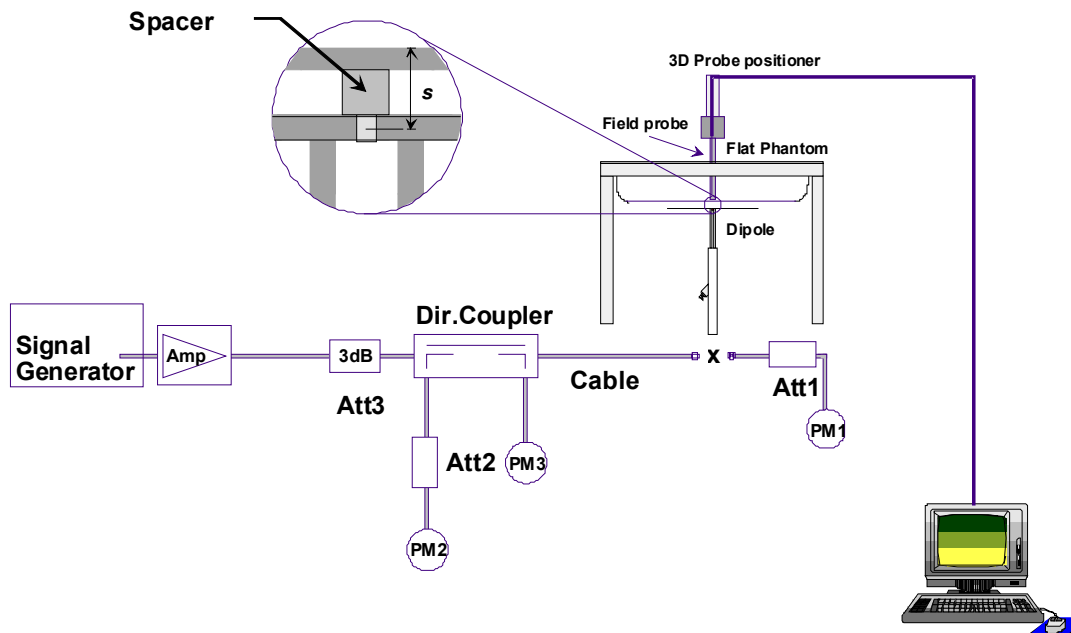 Spacer
s
3D Probe positioner
Field probe
Flat Phantom
Dipole
Signal
Generator
Amp
3dB
Att3
Dir.Coupler
Cable
x
Att1
PM1
Att2
PM3
PM2